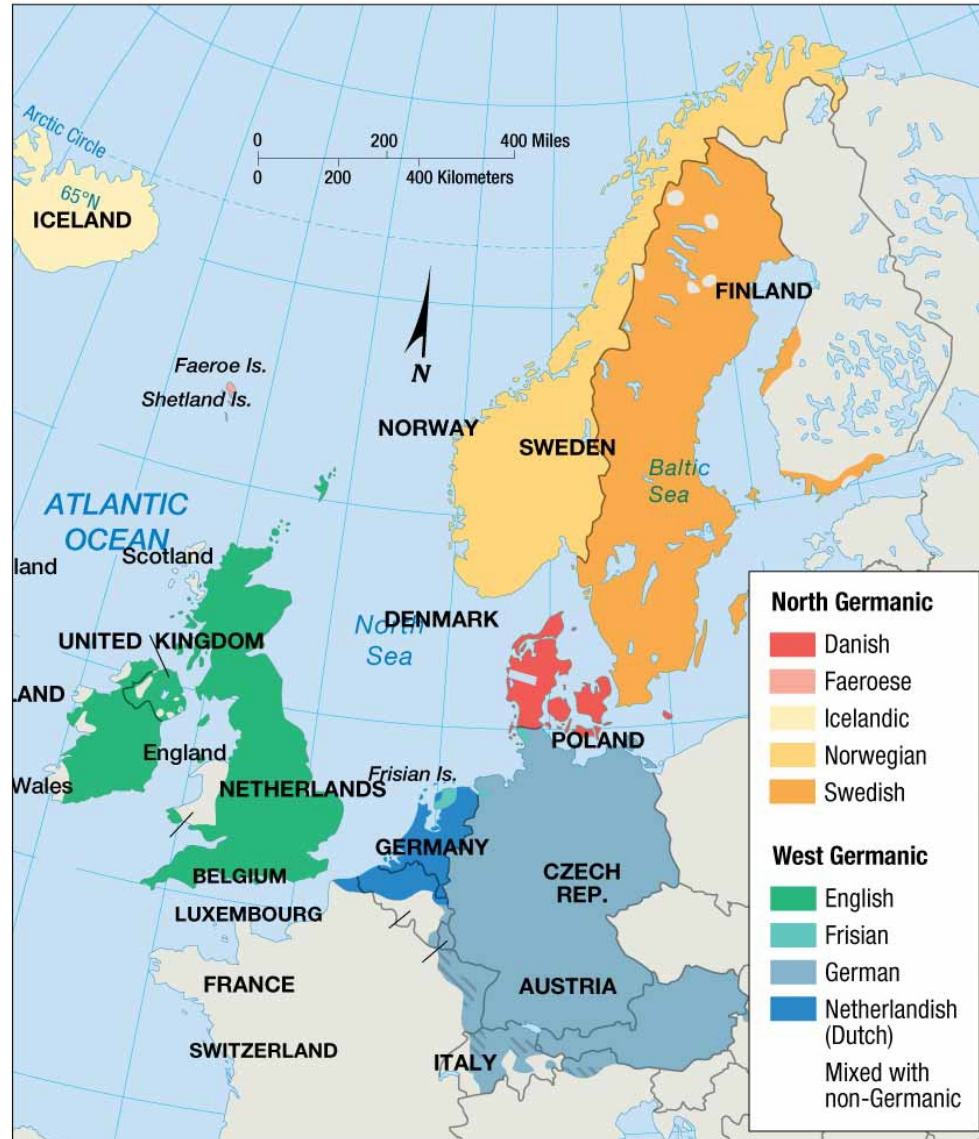 Arctic Circle
0 200 400 Miles
0 200 400 Kilometers
65°N
ICELAND
FINLAND
Faeroe Is.
Shetland Is.
N
NORWAY
SWEDEN
Baltic
Sea
ATLANTIC
OCEAN
Scotland
land
DENMARK
North
Sea
UNITED KINGDOM
LAND
England
POLAND
Wales
NETHERLANDS
Frisian Is.
GERMANY
BELGIUM
CZECH
REP.
LUXEMBOURG
FRANCE
AUSTRIA
SWITZERLAND
ITALY
North Germanic
Danish
Faeroese
Icelandic
Norwegian
Swedish
West Germanic
English
Frisian
German
Netherlandish
(Dutch)
Mixed with
non-Germanic